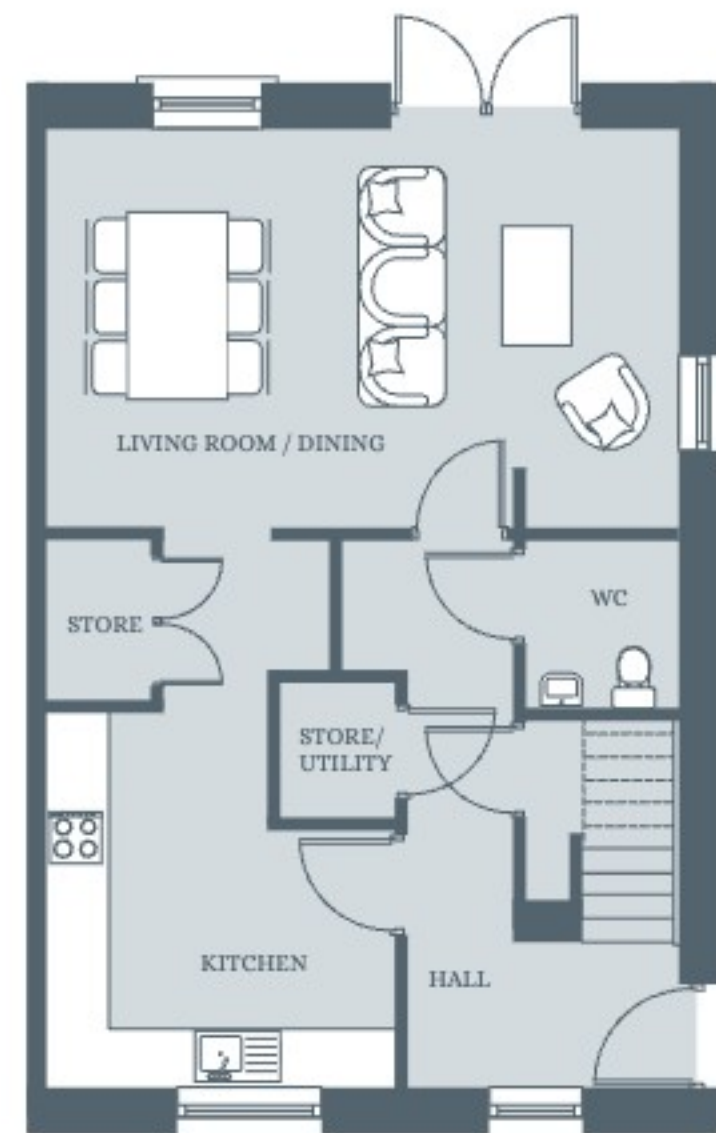 LIVING ROOM / DINING
STORE
WC
STORE/
UTILITY
KITCHEN
HALL